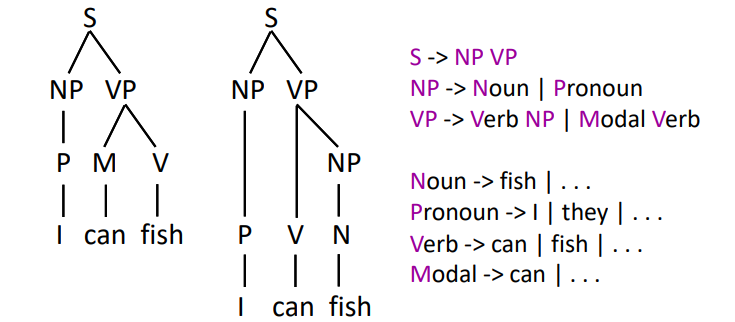 S
NP VP
P M V
I can fish
S
NP VP
NP
P V N
I can fish
S -> NP VP
NP -> Noun | Pronoun
VP -> Verb NP | Modal Verb
Noun -> fish | . . .
Pronoun -> I | they | . . .
Verb -> can | fish | . . .
Modal -> can | . . .